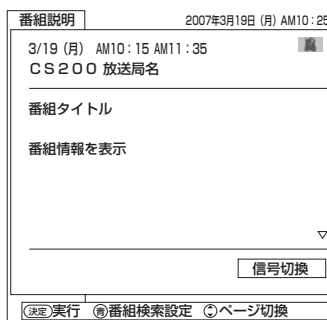 番組説明 2007年3月19日（月）AM10：25
3/19（月） AM10：15 AM11：35
CS200 放送局名
番組タイトル
番組情報を表示
信号切換
決定実行 青番組検索設定 ページ切換